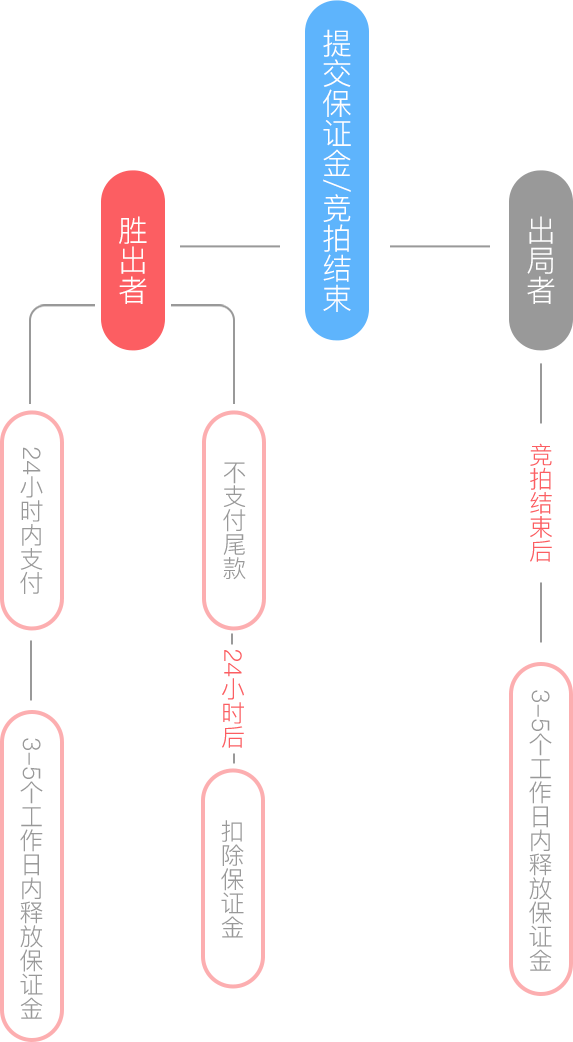 提交保证金/竞拍结束
胜出者
出局者
24小时内支付
不支付尾款
竞拍结束后
24小时后
3-5个工作日内释放保证金
扣除保证金
3-5个工作日内释放保证金